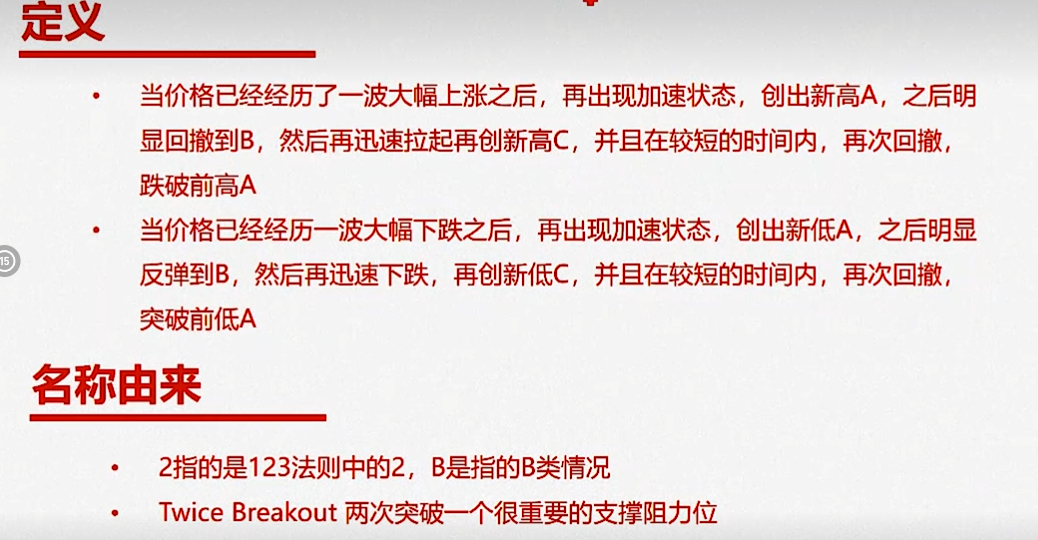 定义
• 当价格已经经历了一波大幅上涨之后，再出现加速状态，创出新高A，之后明
显回撤到B，然后再迅速拉起再创新高C，并且在较短的时间内，再次回撤，
跌破前高A
• 当价格已经经历一波大幅下跌之后，再出现加速状态，创出新低A，之后明显
反弹到B，然后再迅速下跌，再创新低C，并且在较短的时间内，再次回撤，
突破前低A
15
名称由来
• 2指的是123法则中的2，B是指的B类情况
• Twice Breakout 两次突破一个很重要的支撑阻力位